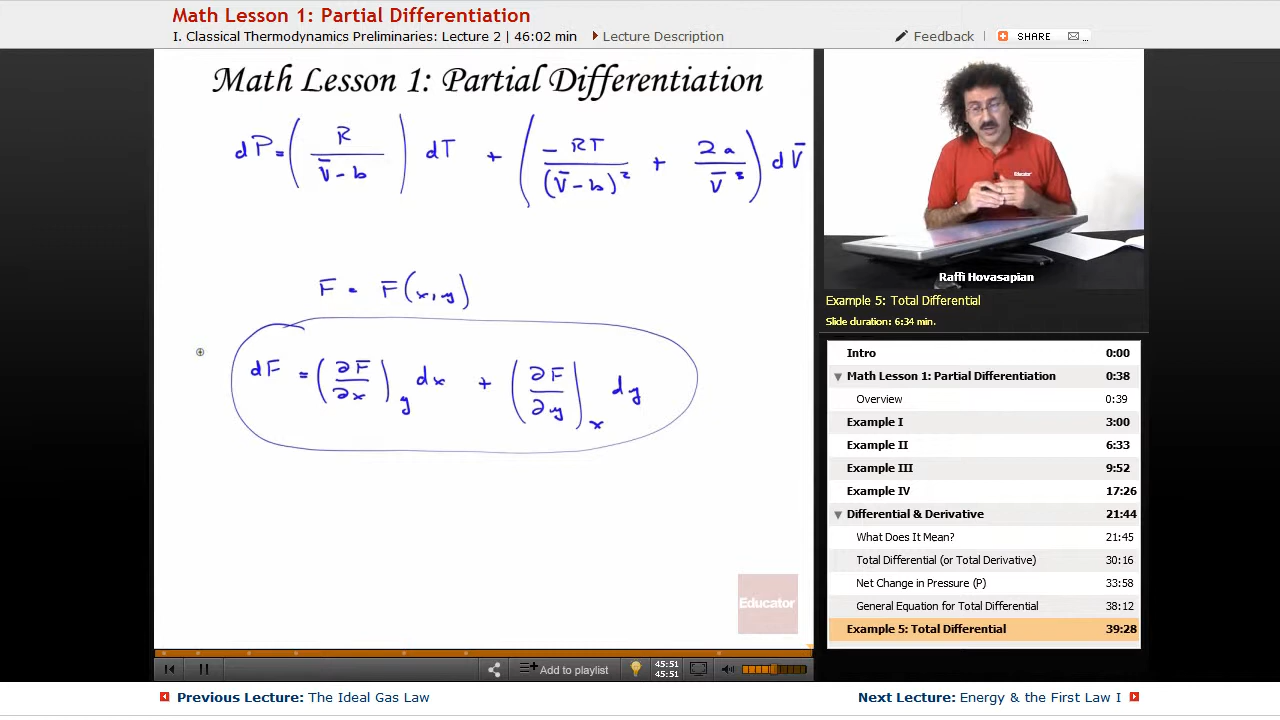 Math Lesson 1: Partial Differentiation
I. Classical Thermodynamics Preliminaries: Lecture 2 | 46:02 min
Lecture Description
Feedback
SHARE
Math Lesson 1: Partial Differentiation
dP = (R / (V̄ - b)) dT + (-RT / (V̄ - b)² + 2a / V̄³) dV̄
F = F(x,y)
dF = (∂F/∂x)_y dx + (∂F/∂y)_x dy
Educator
Educator
Raffi Hovasapian
Example 5: Total Differential
Slide duration: 6:34 min.
Intro 0:00
Math Lesson 1: Partial Differentiation 0:38
Overview 0:39
Example I 3:00
Example II 6:33
Example III 9:52
Example IV 17:26
Differential & Derivative 21:44
What Does It Mean? 21:45
Total Differential (or Total Derivative) 30:16
Net Change in Pressure (P) 33:58
General Equation for Total Differential 38:12
Example 5: Total Differential 39:28
Add to playlist
45:51
45:51
Previous Lecture: The Ideal Gas Law
Next Lecture: Energy & the First Law I